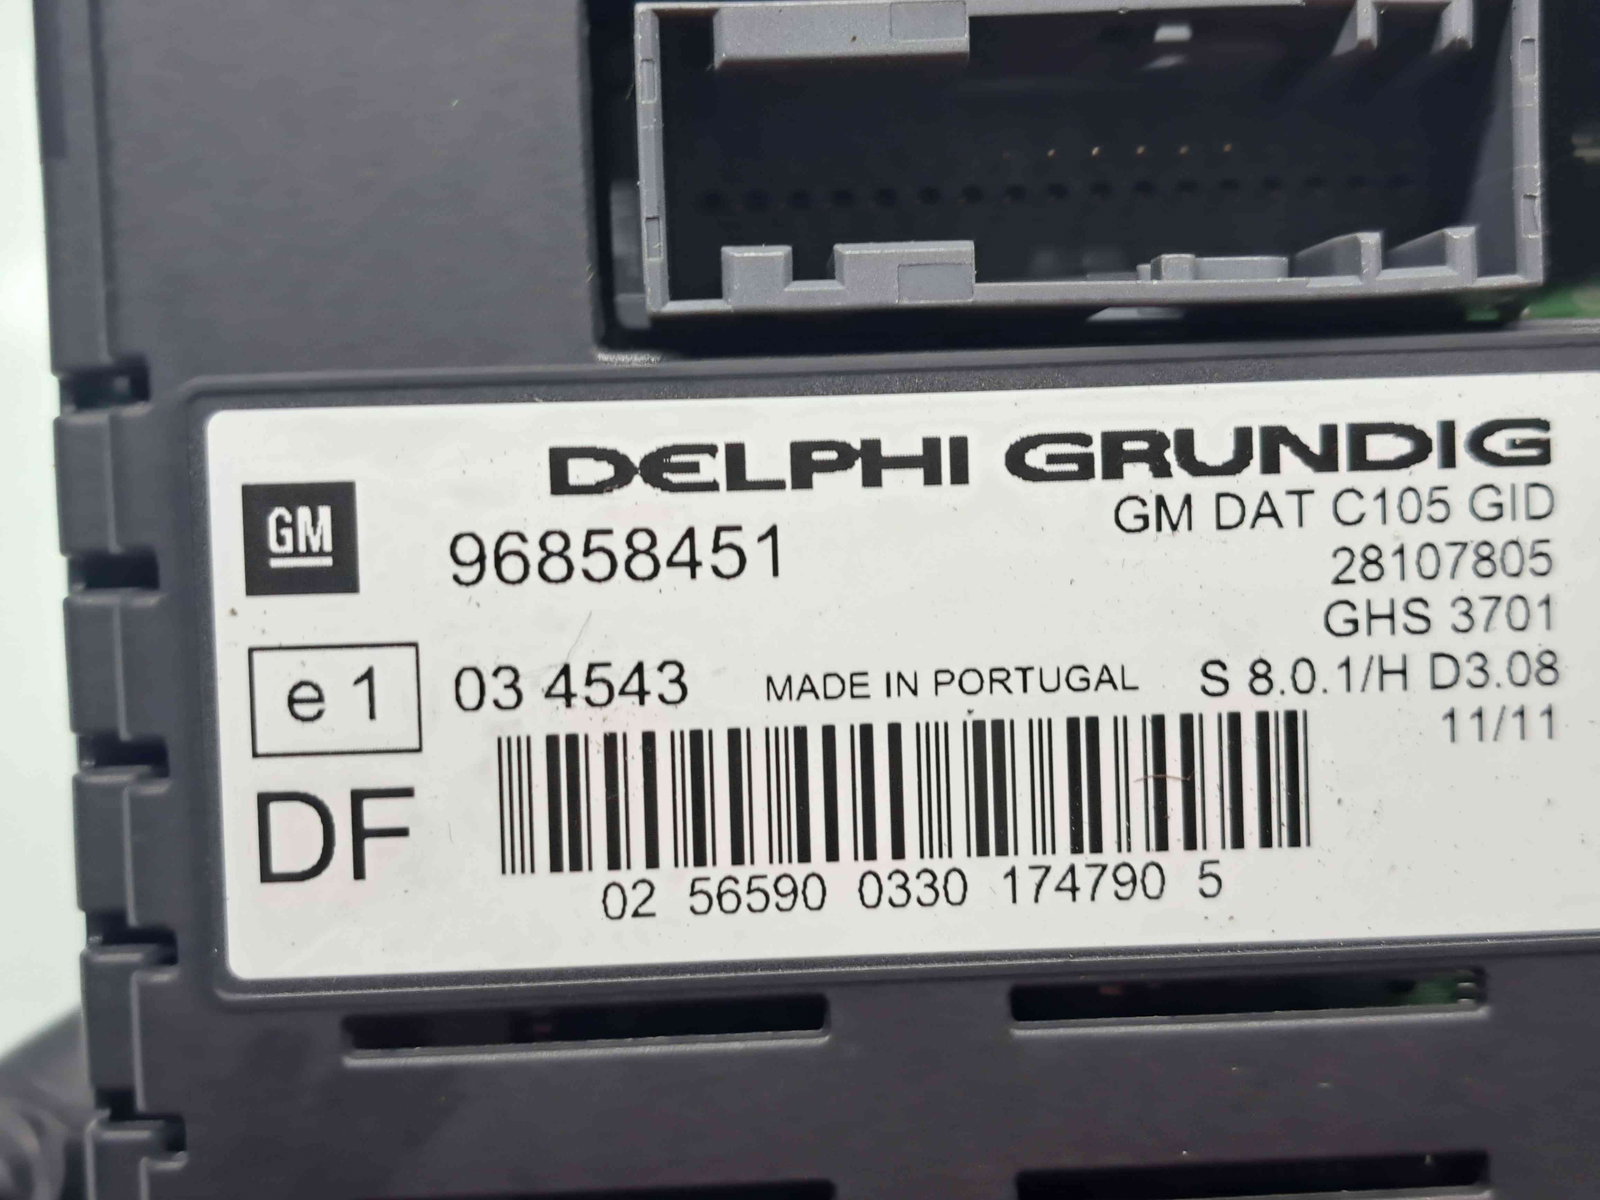 DELPHI GRUNDIG
GM DAT C105 GID
GM
96858451
28107805
GHS 3701
e 1
03 4543
MADE IN PORTUGAL
S 8.0.1/H D3.08
11/11
DF
02 56590 0330 174790 5